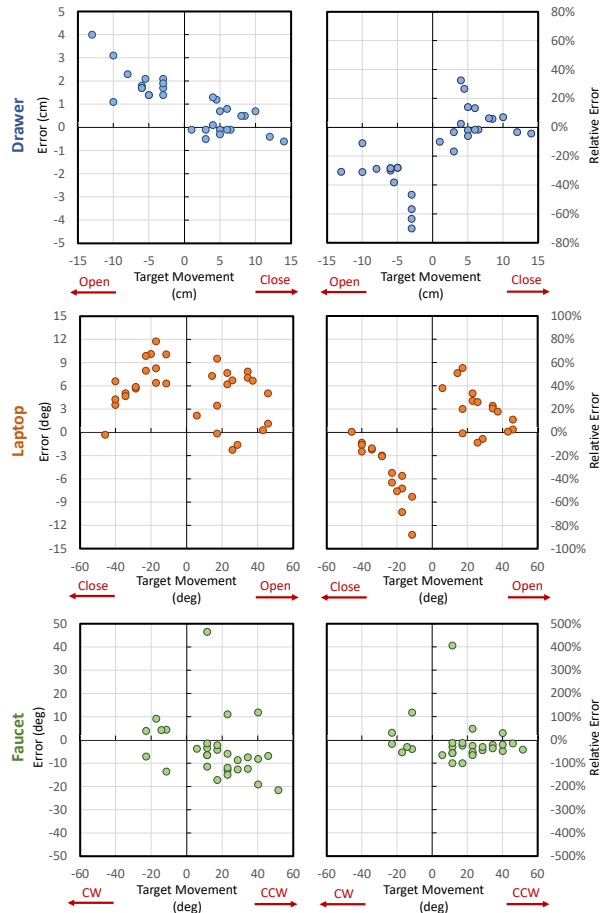 5 80%
4 60%
3 40%
2 20%
1
0 0%
-1 -20%
-2
-3 -40%
-4 -60%
-5 -80%
Drawer
Error (cm)
Relative Error
-15 -10 -5 0 5 10 15 -15 -10 -5 0 5 10 15
Open Target Movement (cm) Close Open Target Movement (cm) Close
15 100%
12 80%
9 60%
6 40%
3 20%
0 0%
-3 -20%
-6 -40%
-9 -60%
-12 -80%
-15 -100%
Laptop
Error (deg)
Relative Error
-60 -40 -20 0 20 40 60 -60 -40 -20 0 20 40 60
Close Target Movement (deg) Open Close Target Movement (deg) Open
50 500%
40 400%
30 300%
20 200%
10 100%
0 0%
-10 -100%
-20 -200%
-30 -300%
-40 -400%
-50 -500%
Faucet
Error (deg)
Relative Error
-60 -40 -20 0 20 40 60 -60 -40 -20 0 20 40 60
CW Target Movement (deg) CCW CW Target Movement (deg) CCW